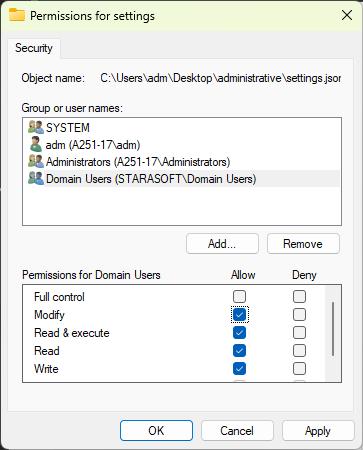 Permissions for settings
Security
Object name: C:\Users\adm\Desktop\administrative\settings.json
Group or user names:
SYSTEM
adm (A251-17\adm)
Administrators (A251-17\Administrators)
Domain Users (STARASOFT\Domain Users)
Add... Remove
Permissions for Domain Users Allow Deny
Full control
Modify
Read & execute
Read
Write
OK Cancel Apply